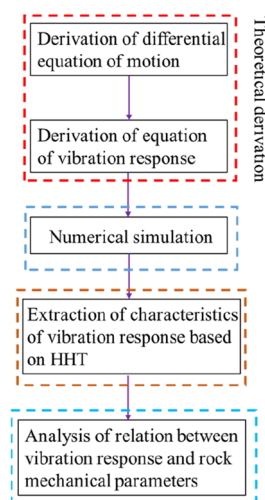 Derivation of differential
equation of motion
Theoretical derivation
Derivation of equation
of vibration response
Numerical simulation
Extraction of characteristics
of vibration response based
on HHT
Analysis of relation between
vibration response and rock
mechanical parameters